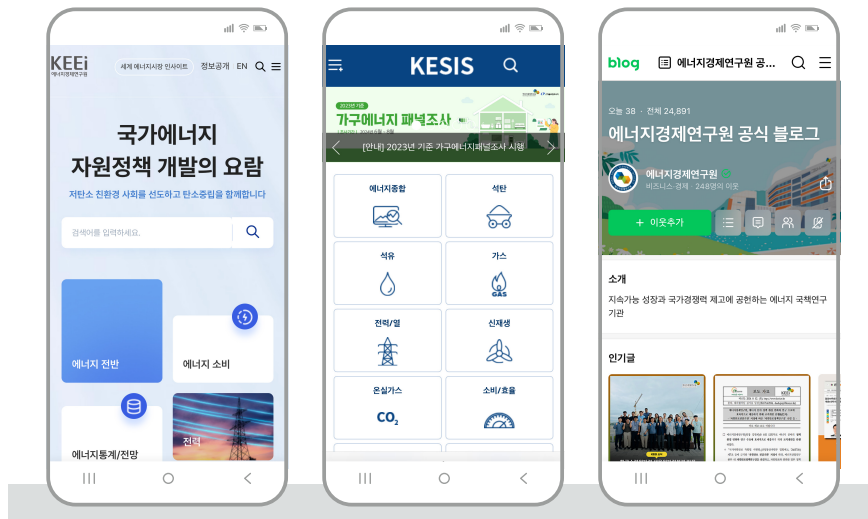 KEEi
에너지경제연구원
세계 에너지시장 인사이트
정보공개
EN
국가에너지
자원정책 개발의 요람
저탄소 친환경 사회를 선도하고 탄소중립을 함께합니다
검색어를 입력하세요.
에너지 전반
에너지 소비
에너지통계/전망
전력
KESIS
2023년 기준
가구에너지 패널조사
[안내] 2023년 기준 가구에너지패널조사 시행
에너지종합
석탄
석유
가스
GAS
전력/열
신재생
온실가스
소비/효율
CO2
blog
에너지경제연구원 공...
오늘 38 · 전체 24,891
에너지경제연구원 공식 블로그
에너지경제연구원
비즈니스·경제 · 248명의 이웃
+ 이웃추가
소개
지속가능 성장과 국가경쟁력 제고에 공헌하는 에너지 국책연구
기관
인기글